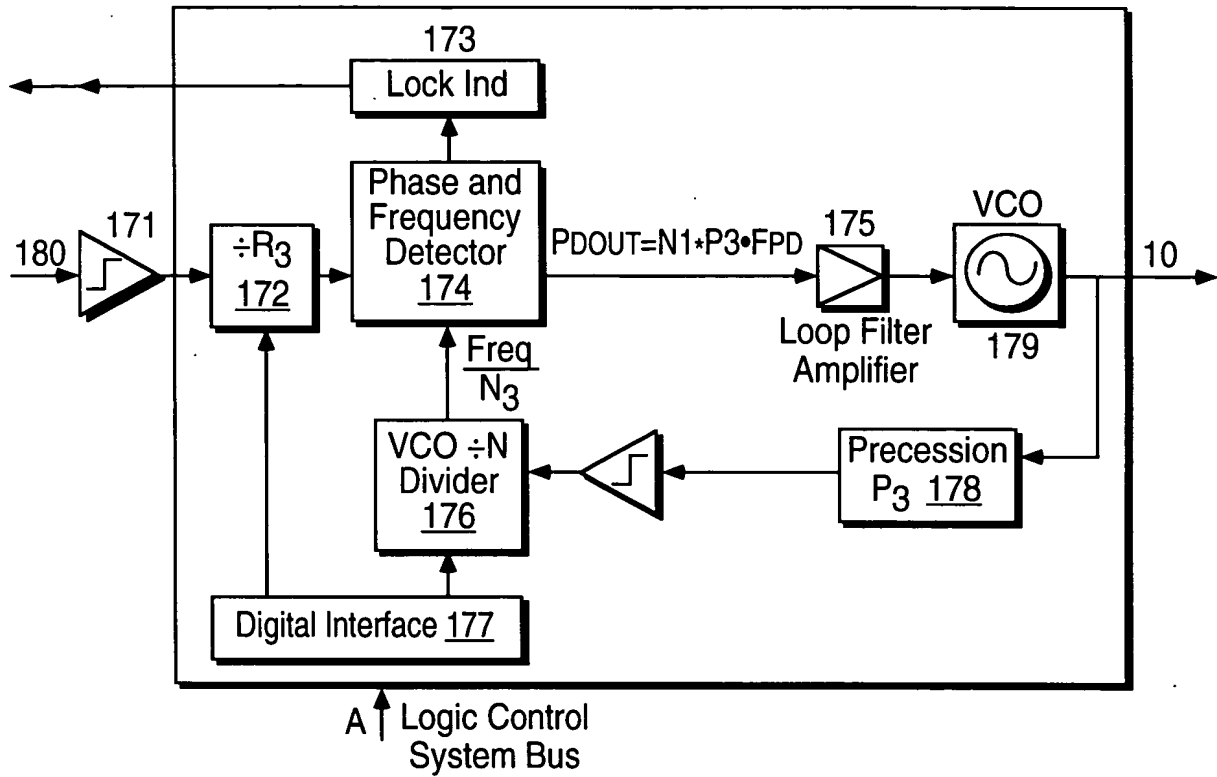 173
Lock Ind
Phase and
Frequency
Detector
174
171
180
÷R3
172
PDOUT=N1*P3•FPD
175
Loop Filter
Amplifier
VCO
179
10
Freq
N3
VCO ÷N
Divider
176
Precession
P3 178
Digital Interface 177
A
Logic Control
System Bus